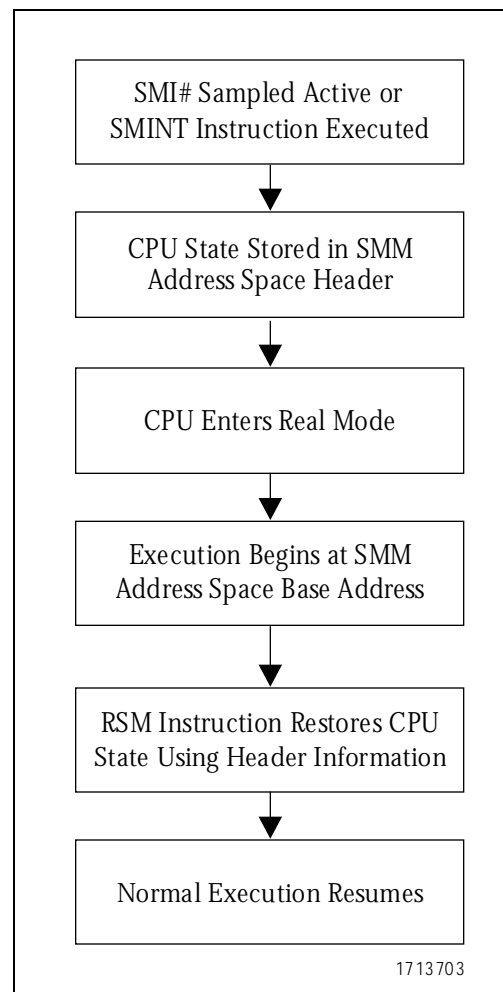 SMI# Sampled Active or
SMINT Instruction Executed
CPU State Stored in SMM
Address Space Header
CPU Enters Real Mode
Execution Begins at SMM
Address Space Base Address
RSM Instruction Restores CPU
State Using Header Information
Normal Execution Resumes
1713703